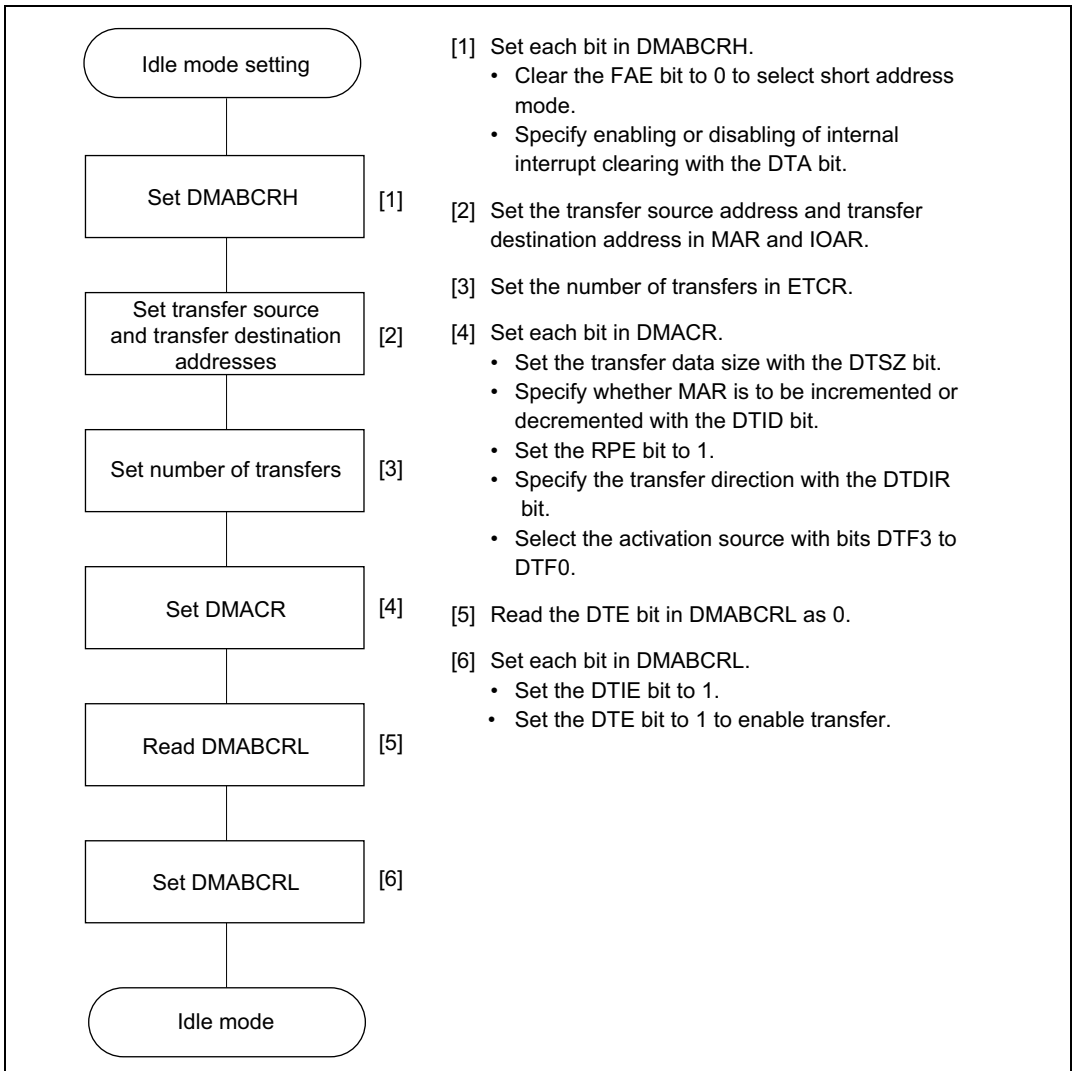 Idle mode setting
Set DMABCRH
[1]
Set transfer source
and transfer destination
addresses
[2]
Set number of transfers
[3]
Set DMACR
[4]
Read DMABCRL
[5]
Set DMABCRL
[6]
Idle mode
[1] Set each bit in DMABCRH.
• Clear the FAE bit to 0 to select short address
mode.
• Specify enabling or disabling of internal
interrupt clearing with the DTA bit.
[2] Set the transfer source address and transfer
destination address in MAR and IOAR.
[3] Set the number of transfers in ETCR.
[4] Set each bit in DMACR.
• Set the transfer data size with the DTSZ bit.
• Specify whether MAR is to be incremented or
decremented with the DTID bit.
• Set the RPE bit to 1.
• Specify the transfer direction with the DTDIR
bit.
• Select the activation source with bits DTF3 to
DTF0.
[5] Read the DTE bit in DMABCRL as 0.
[6] Set each bit in DMABCRL.
• Set the DTIE bit to 1.
• Set the DTE bit to 1 to enable transfer.